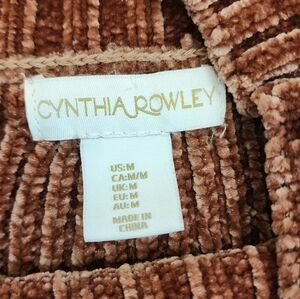 CYNTHIA ROWLEY
US:M
CA:M/M
UK:M
EU:M
AU:M
MADE IN
CHINA